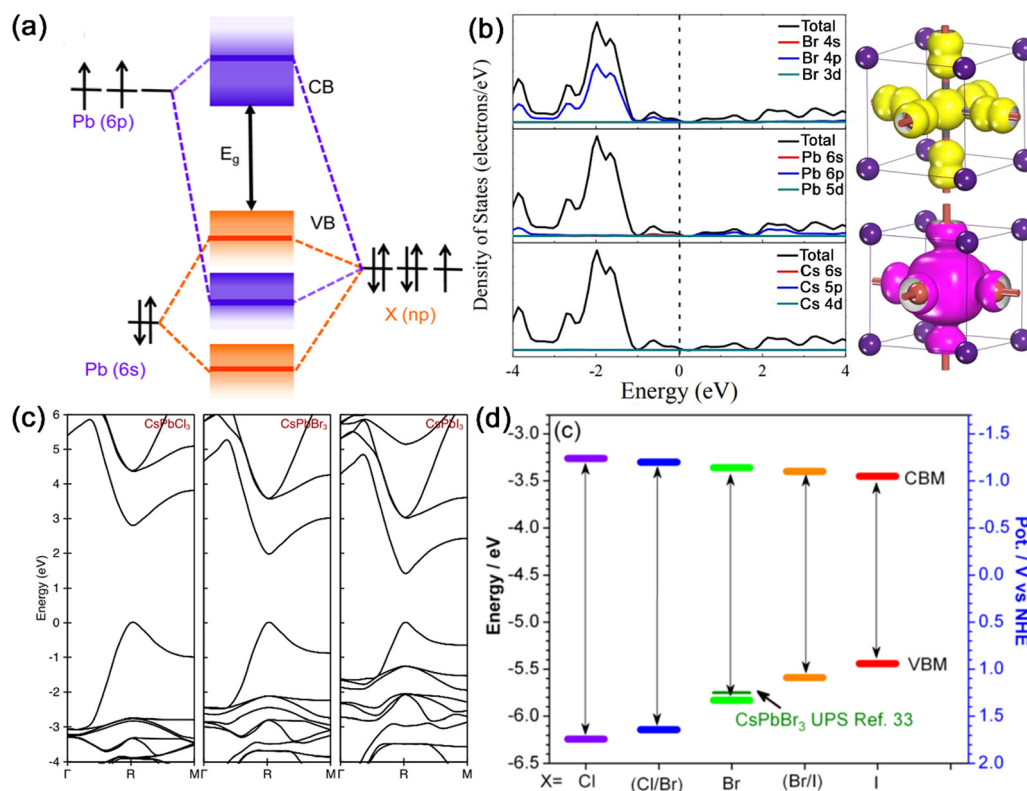 (a)
Pb (6p)
CB
E_g
VB
X (np)
Pb (6s)
(b)
Density of States (electrons/eV)
Total
Br 4s
Br 4p
Br 3d
Total
Pb 6s
Pb 6p
Pb 5d
Total
Cs 6s
Cs 5p
Cs 4d
-4 -2 0 2 4
Energy (eV)
(c)
Energy (eV)
6
5
4
3
2
1
0
-1
-2
-3
-4
CsPbCl₃
CsPbBr₃
CsPbI₃
Γ R M Γ R M Γ R M
(d)
(c)
Energy / eV
-3.0
-3.5
-4.0
-4.5
-5.0
-5.5
-6.0
-6.5
CBM
VBM
CsPbBr₃ UPS Ref. 33
X= Cl (Cl/Br) Br (Br/I) I
-1.5
-1.0
-0.5
0.0
0.5
1.0
1.5
2.0
Pot. / V vs NHE